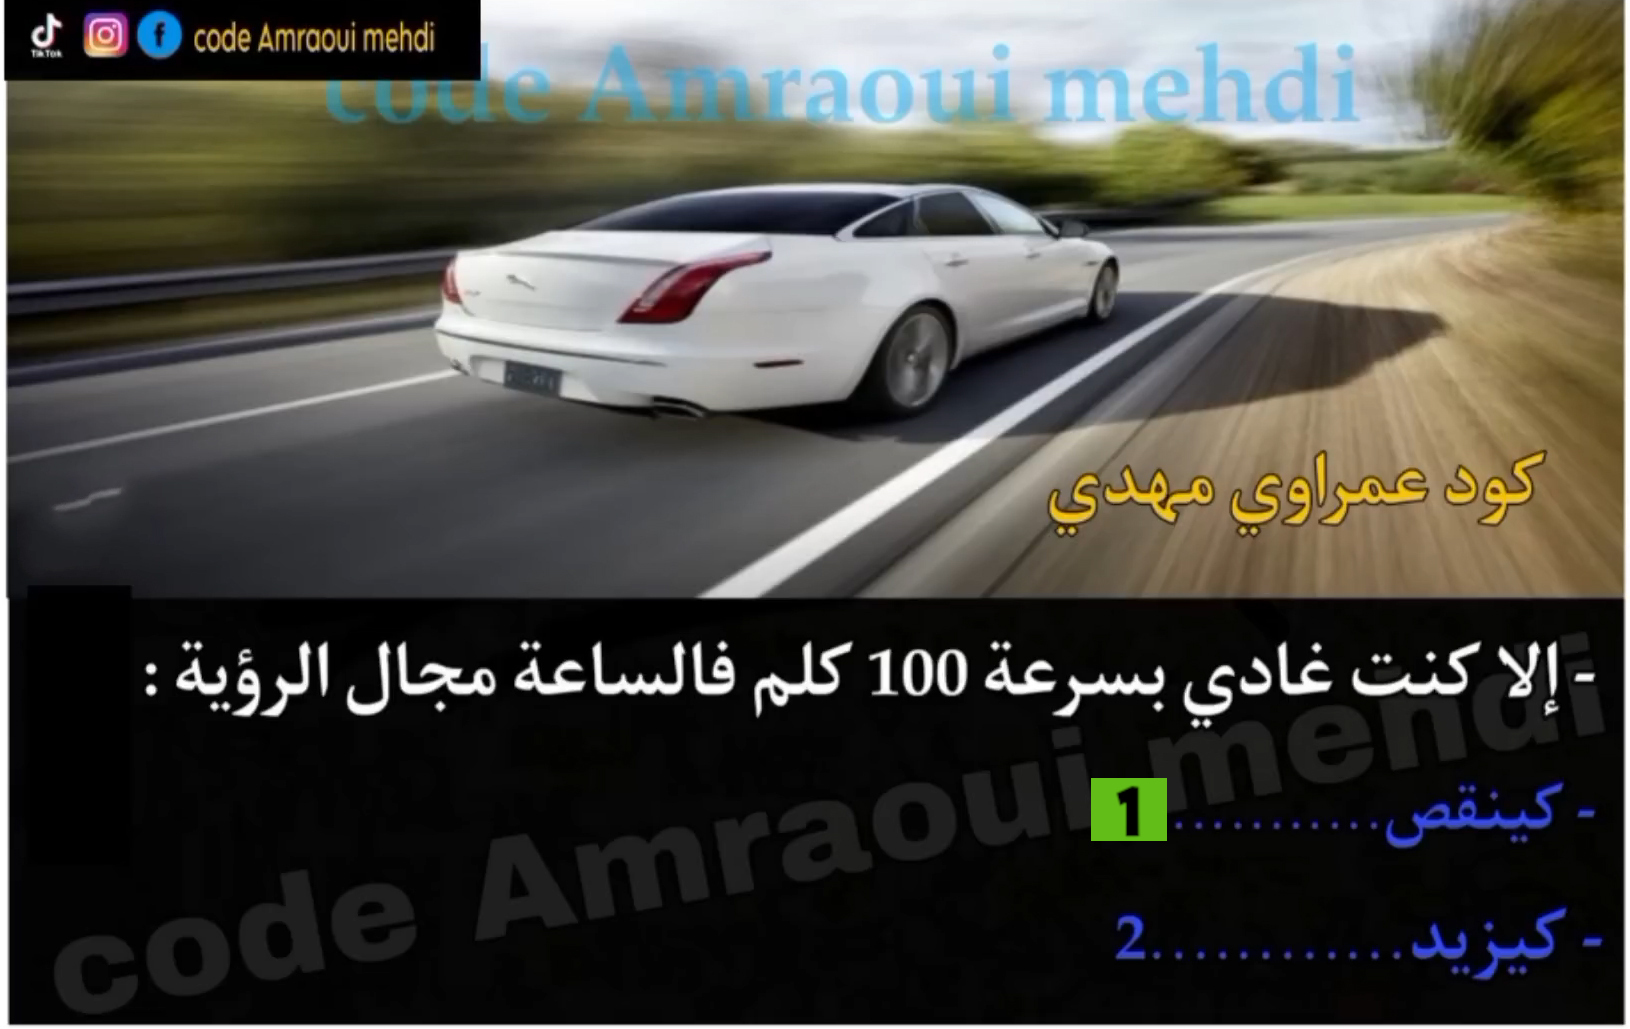 TikTok code Amraoui mehdi
code Amraoui mehdi
كود عمراوي مهدي
- إلا كنت غادي بسرعة 100 كلم فالساعة مجال الرؤية :
- كينقص...........1
- كيزيد............2
code Amraoui mehdi